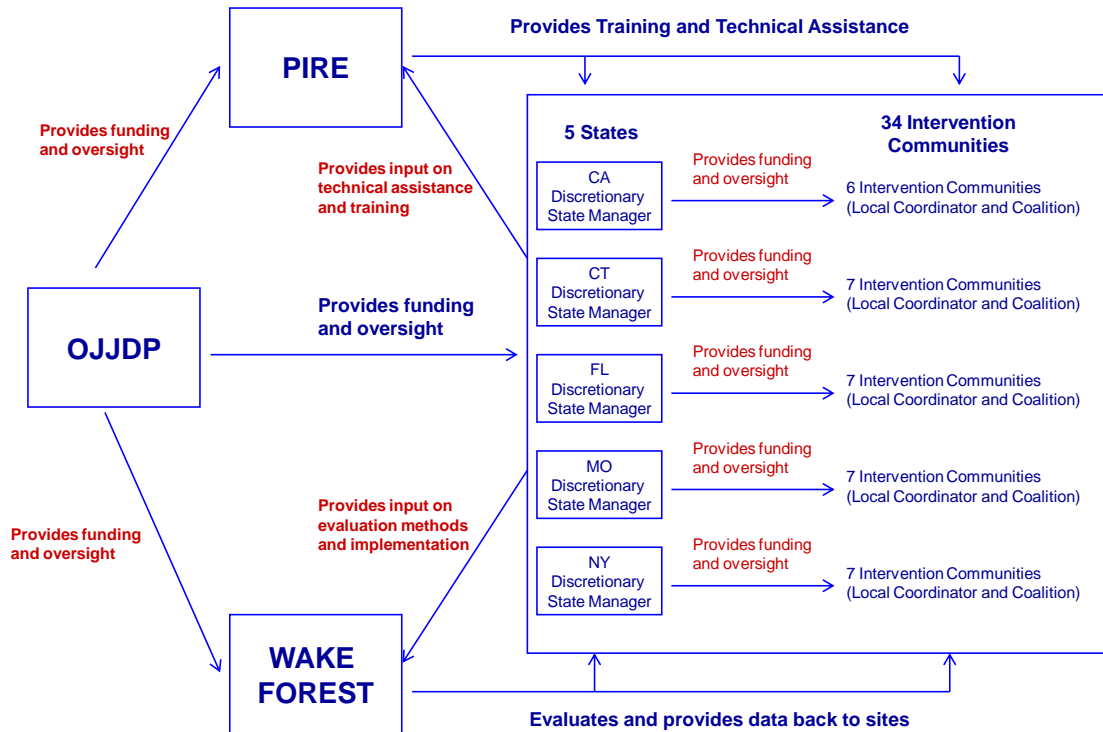 Provides Training and Technical Assistance
PIRE
Provides funding
and oversight
Provides input on
technical assistance
and training
5 States
34 Intervention
Communities
CA
Discretionary
State Manager
Provides funding
and oversight
6 Intervention Communities
(Local Coordinator and Coalition)
CT
Discretionary
State Manager
Provides funding
and oversight
7 Intervention Communities
(Local Coordinator and Coalition)
OJJDP
Provides funding
and oversight
FL
Discretionary
State Manager
Provides funding
and oversight
7 Intervention Communities
(Local Coordinator and Coalition)
MO
Discretionary
State Manager
Provides funding
and oversight
7 Intervention Communities
(Local Coordinator and Coalition)
Provides funding
and oversight
Provides input on
evaluation methods
and implementation
NY
Discretionary
State Manager
Provides funding
and oversight
7 Intervention Communities
(Local Coordinator and Coalition)
WAKE
FOREST
Evaluates and provides data back to sites